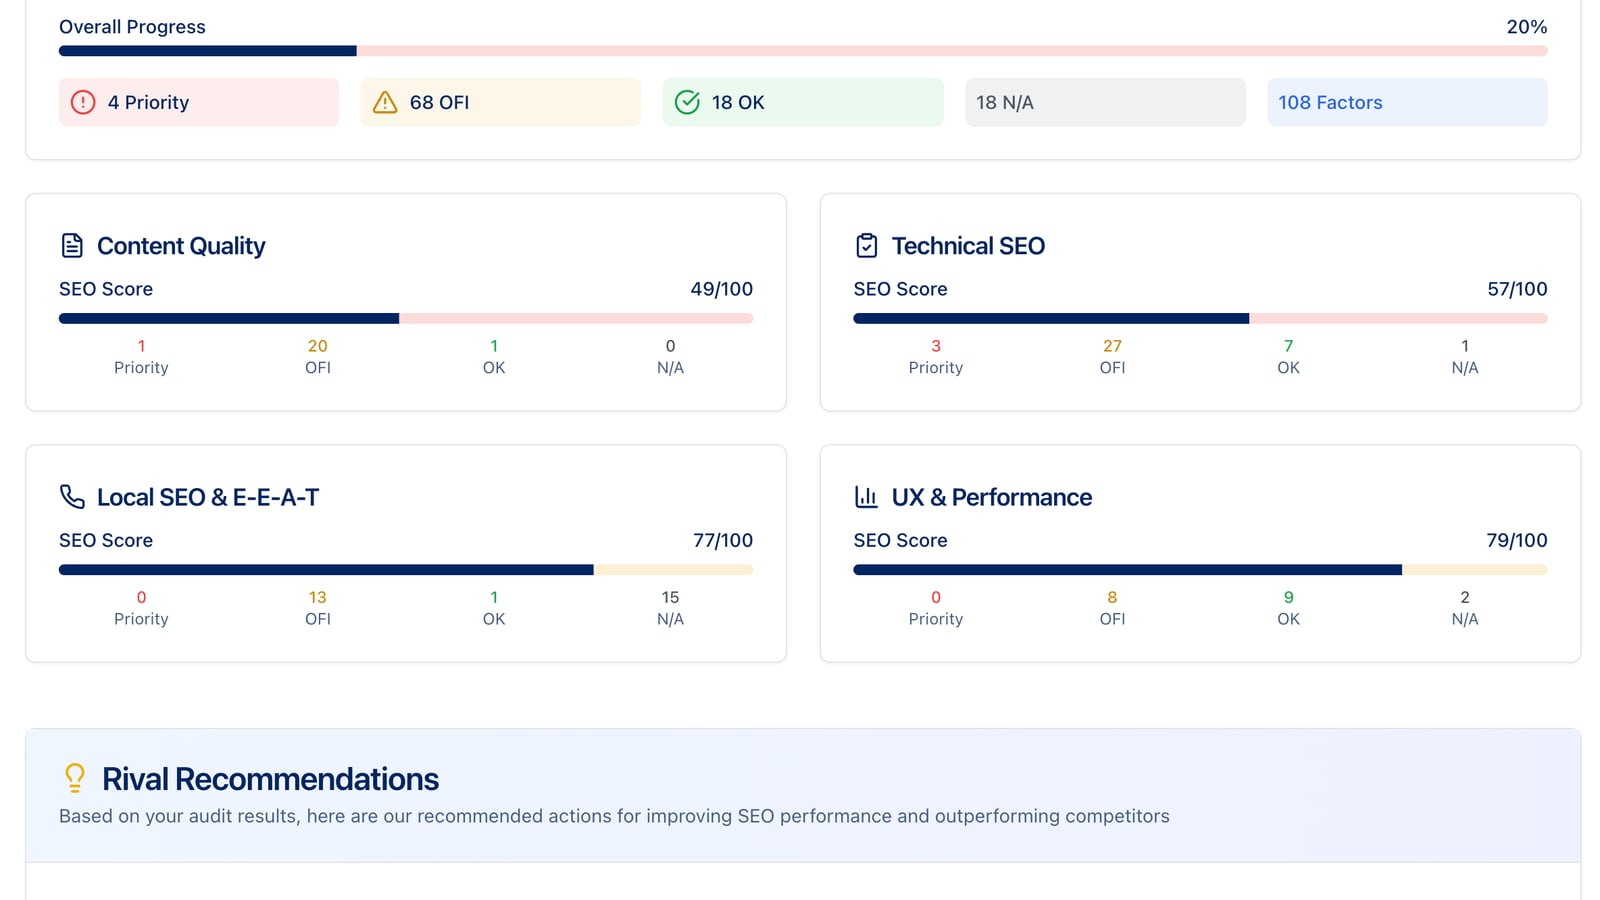 Overall Progress 20%
4 Priority 68 OFI 18 OK 18 N/A 108 Factors
Content Quality
SEO Score 49/100
1 20 1 0
Priority OFI OK N/A
Technical SEO
SEO Score 57/100
3 27 7 1
Priority OFI OK N/A
Local SEO & E-E-A-T
SEO Score 77/100
0 13 1 15
Priority OFI OK N/A
UX & Performance
SEO Score 79/100
0 8 9 2
Priority OFI OK N/A
Rival Recommendations
Based on your audit results, here are our recommended actions for improving SEO performance and outperforming competitors